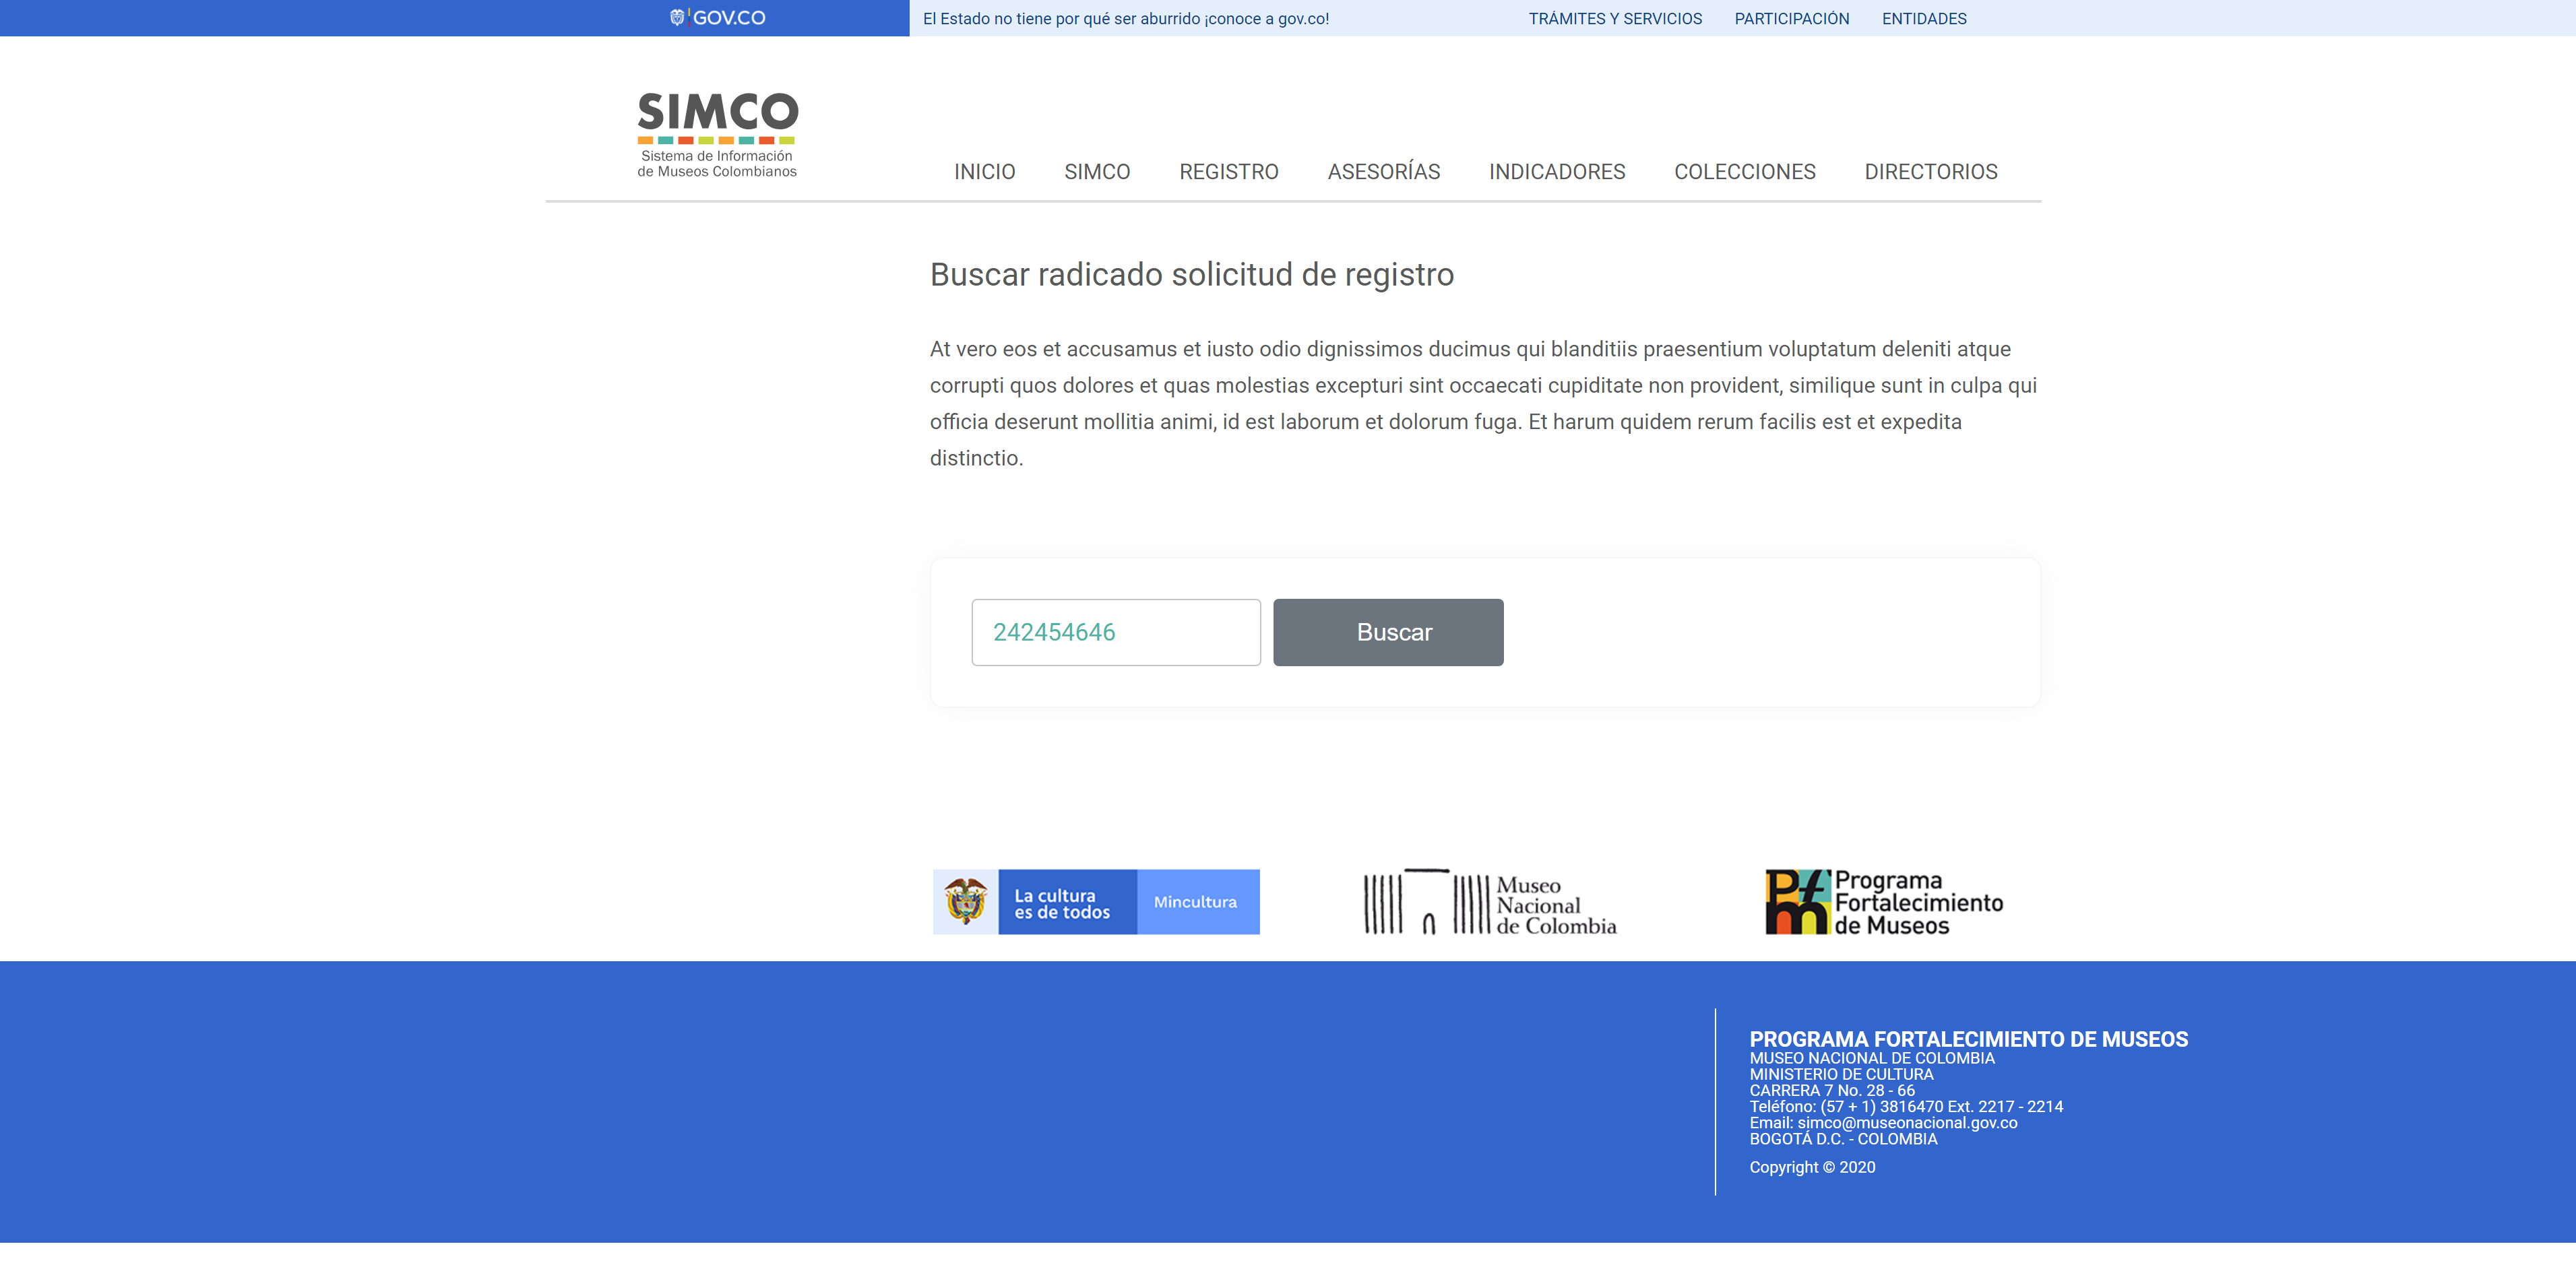 GOV.CO
El Estado no tiene por qué ser aburrido ¡conoce a gov.co!
TRÁMITES Y SERVICIOS
PARTICIPACIÓN
ENTIDADES
SIMCO
Sistema de Información
de Museos Colombianos
INICIO
SIMCO
REGISTRO
ASESORÍAS
INDICADORES
COLECCIONES
DIRECTORIOS
Buscar radicado solicitud de registro
At vero eos et accusamus et iusto odio dignissimos ducimus qui blanditiis praesentium voluptatum deleniti atque
corrupti quos dolores et quas molestias excepturi sint occaecati cupiditate non provident, similique sunt in culpa qui
officia deserunt mollitia animi, id est laborum et dolorum fuga. Et harum quidem rerum facilis est et expedita
distinctio.
242454646
Buscar
La cultura
es de todos
Mincultura
Museo
Nacional
de Colombia
Pfm
Programa
Fortalecimiento
de Museos
PROGRAMA FORTALECIMIENTO DE MUSEOS
MUSEO NACIONAL DE COLOMBIA
MINISTERIO DE CULTURA
CARRERA 7 No. 28 - 66
Teléfono: (57 + 1) 3816470 Ext. 2217 - 2214
Email: simco@museonacional.gov.co
BOGOTÁ D.C. - COLOMBIA
Copyright © 2020